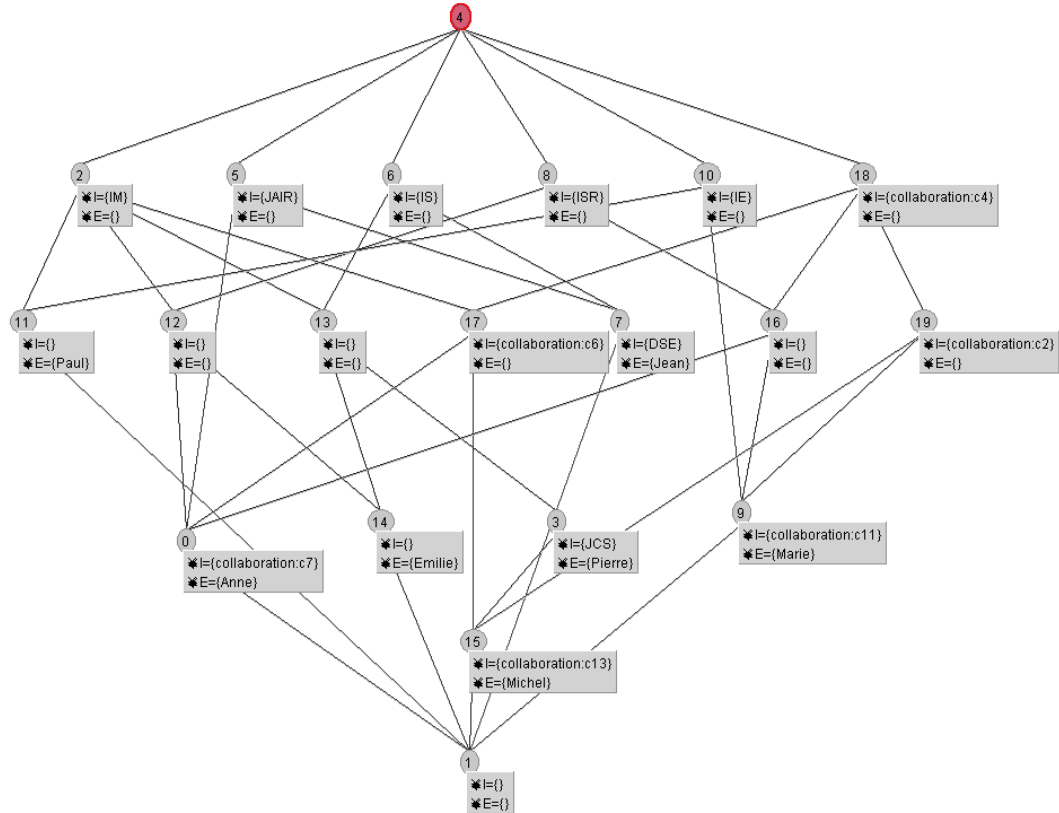 4
2
I={IM}
E={}
5
I={JAIR}
E={}
6
I={IS}
E={}
8
I={ISR}
E={}
10
I={IE}
E={}
18
I={collaboration:c4}
E={}
11
I={}
E={Paul}
12
I={}
E={}
13
I={}
E={}
17
I={collaboration:c6}
E={}
7
I={DSE}
E={Jean}
16
I={}
E={}
19
I={collaboration:c2}
E={}
0
I={collaboration:c7}
E={Anne}
14
I={}
E={Emilie}
3
I={JCS}
E={Pierre}
9
I={collaboration:c11}
E={Marie}
15
I={collaboration:c13}
E={Michel}
1
I={}
E={}